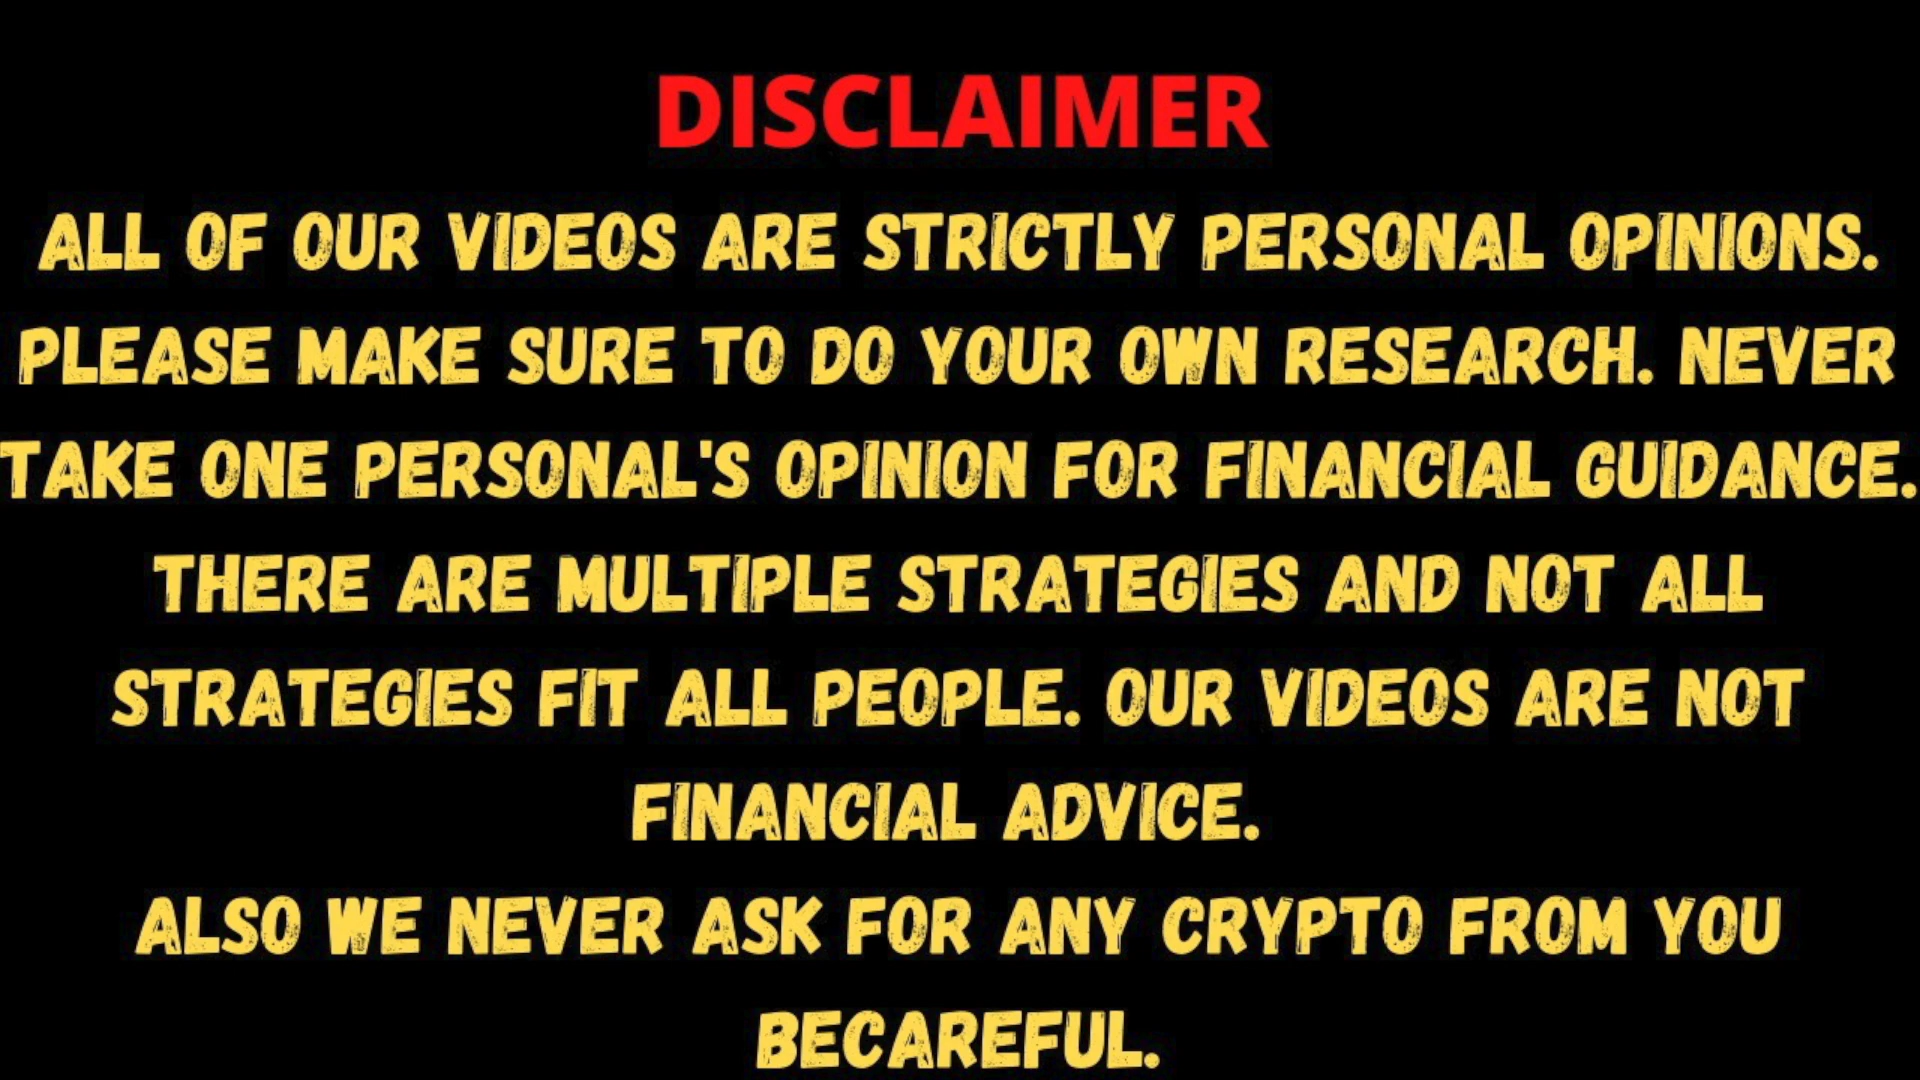 DISCLAIMER
ALL OF OUR VIDEOS ARE STRICTLY PERSONAL OPINIONS.
PLEASE MAKE SURE TO DO YOUR OWN RESEARCH. NEVER
TAKE ONE PERSONAL'S OPINION FOR FINANCIAL GUIDANCE.
THERE ARE MULTIPLE STRATEGIES AND NOT ALL
STRATEGIES FIT ALL PEOPLE. OUR VIDEOS ARE NOT
FINANCIAL ADVICE.
ALSO WE NEVER ASK FOR ANY CRYPTO FROM YOU
BECAREFUL.